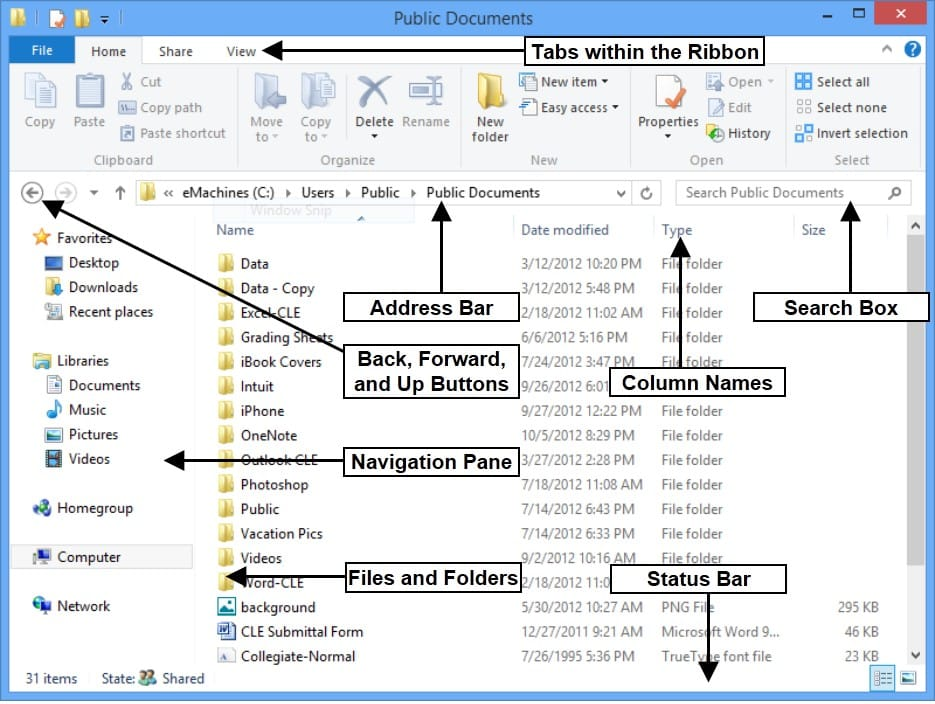 Public Documents
File Home Share View
Tabs within the Ribbon
Copy
Paste
Cut
Copy path
Paste shortcut
Clipboard
Move to
Copy to
Delete
Rename
Organize
New folder
New item
Easy access
New
Properties
Open
Edit
History
Open
Select all
Select none
Invert selection
Select
« eMachines (C:) Users Public Public Documents
Search Public Documents
Window Snip
Name Date modified Type Size
Favorites
Desktop
Downloads
Recent places
Libraries
Documents
Music
Pictures
Videos
Homegroup
Computer
Network
Data 3/12/2012 10:20 PM File folder
Data - Copy 3/12/2012 5:48 PM File folder
Excel-CLE 2/18/2012 11:02 AM File folder
Grading Sheets 6/6/2012 5:16 PM File folder
iBook Covers 7/24/2012 3:47 PM File folder
Intuit 9/26/2012 6:01
iPhone 9/27/2012 12:22 PM File folder
OneNote 10/5/2012 8:29 PM File folder
Outlook CLE 3/27/2012 2:28 PM File folder
Photoshop 7/18/2012 11:08 AM File folder
Public 7/14/2012 6:43 PM File folder
Vacation Pics 7/14/2012 6:33 PM File folder
Videos 9/2/2012 10:16 AM File folder
Word-CLE 2/18/2012
background 5/30/2012 10:27 AM PNG File 295 KB
CLE Submittal Form 12/27/2011 9:21 AM Microsoft Word 9... 46 KB
Collegiate-Normal 7/26/1995 5:36 PM TrueType font file 23 KB
Address Bar
Search Box
Back, Forward,
and Up Buttons
Column Names
Navigation Pane
Files and Folders
Status Bar
31 items State: Shared